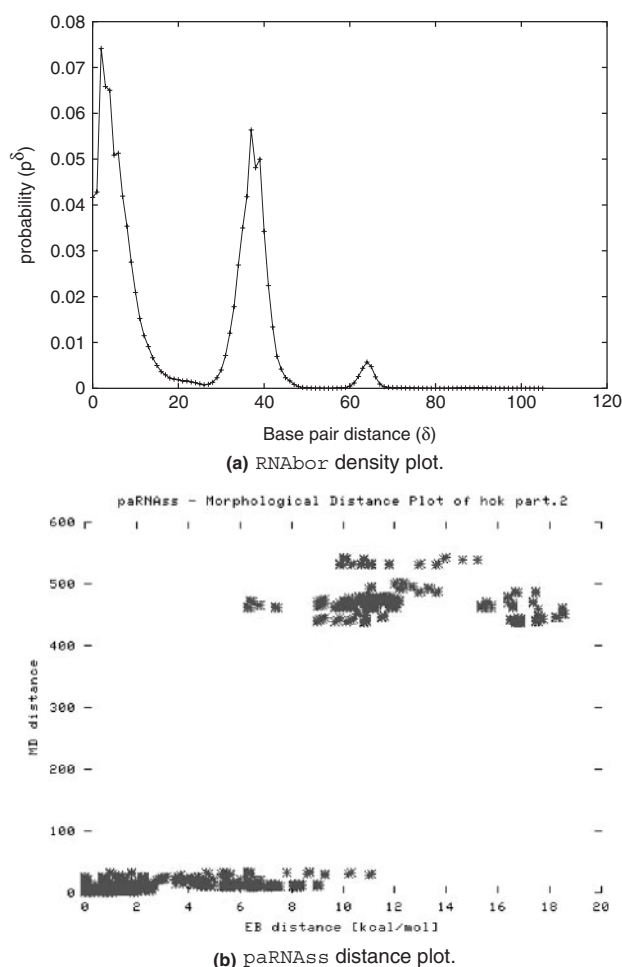 0.08
0.07
0.06
0.05
0.04
0.03
0.02
0.01
0
probability (p^δ)
0 20 40 60 80 100 120
Base pair distance (δ)
(a) RNAbor density plot.
paRNAss - Morphological Distance Plot of hok part.2
600
500
400
300
200
100
0
MD distance
0 2 4 6 8 10 12 14 16 18 20
EB distance [kcal/mol]
(b) paRNAss distance plot.